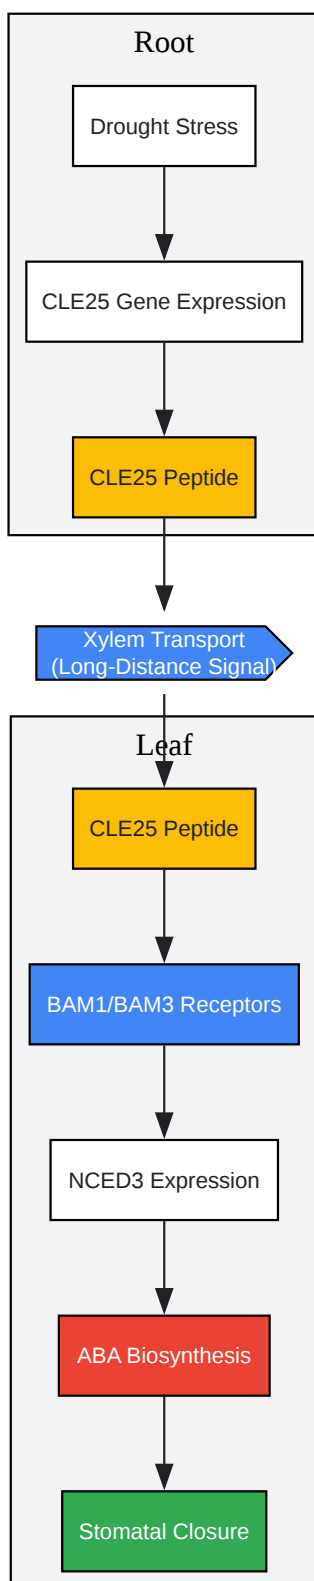 Root
Drought Stress
CLE25 Gene Expression
CLE25 Peptide
Xylem Transport
(Long-Distance Signal)
Leaf
CLE25 Peptide
BAM1/BAM3 Receptors
NCED3 Expression
ABA Biosynthesis
Stomatal Closure